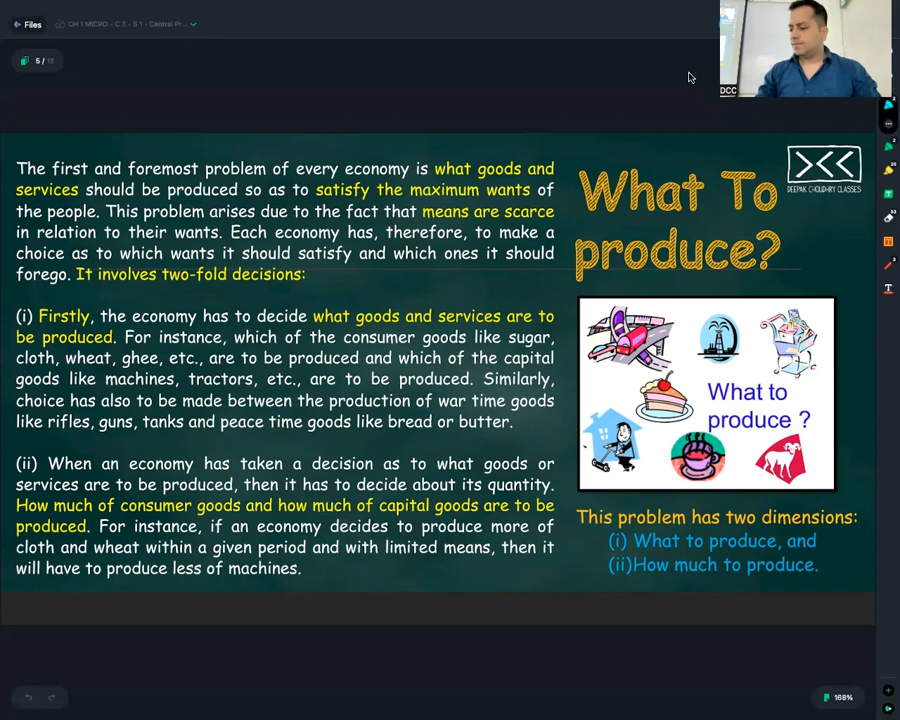 Files
CH 1 MICRO - C 3 - S 1 - Central Pr...
5 / 13
DCC
The first and foremost problem of every economy is what goods and
services should be produced so as to satisfy the maximum wants of
the people. This problem arises due to the fact that means are scarce
in relation to their wants. Each economy has, therefore, to make a
choice as to which wants it should satisfy and which ones it should
forego. It involves two-fold decisions:
(i) Firstly, the economy has to decide what goods and services are to
be produced. For instance, which of the consumer goods like sugar,
cloth, wheat, ghee, etc., are to be produced and which of the capital
goods like machines, tractors, etc., are to be produced. Similarly,
choice has also to be made between the production of war time goods
like rifles, guns, tanks and peace time goods like bread or butter.
(ii) When an economy has taken a decision as to what goods or
services are to be produced, then it has to decide about its quantity.
How much of consumer goods and how much of capital goods are to be
produced. For instance, if an economy decides to produce more of
cloth and wheat within a given period and with limited means, then it
will have to produce less of machines.
What To
produce?
DEEPAK CHOUDHRY CLASSES
What to
produce ?
This problem has two dimensions:
(i) What to produce, and
(ii)How much to produce.
168%